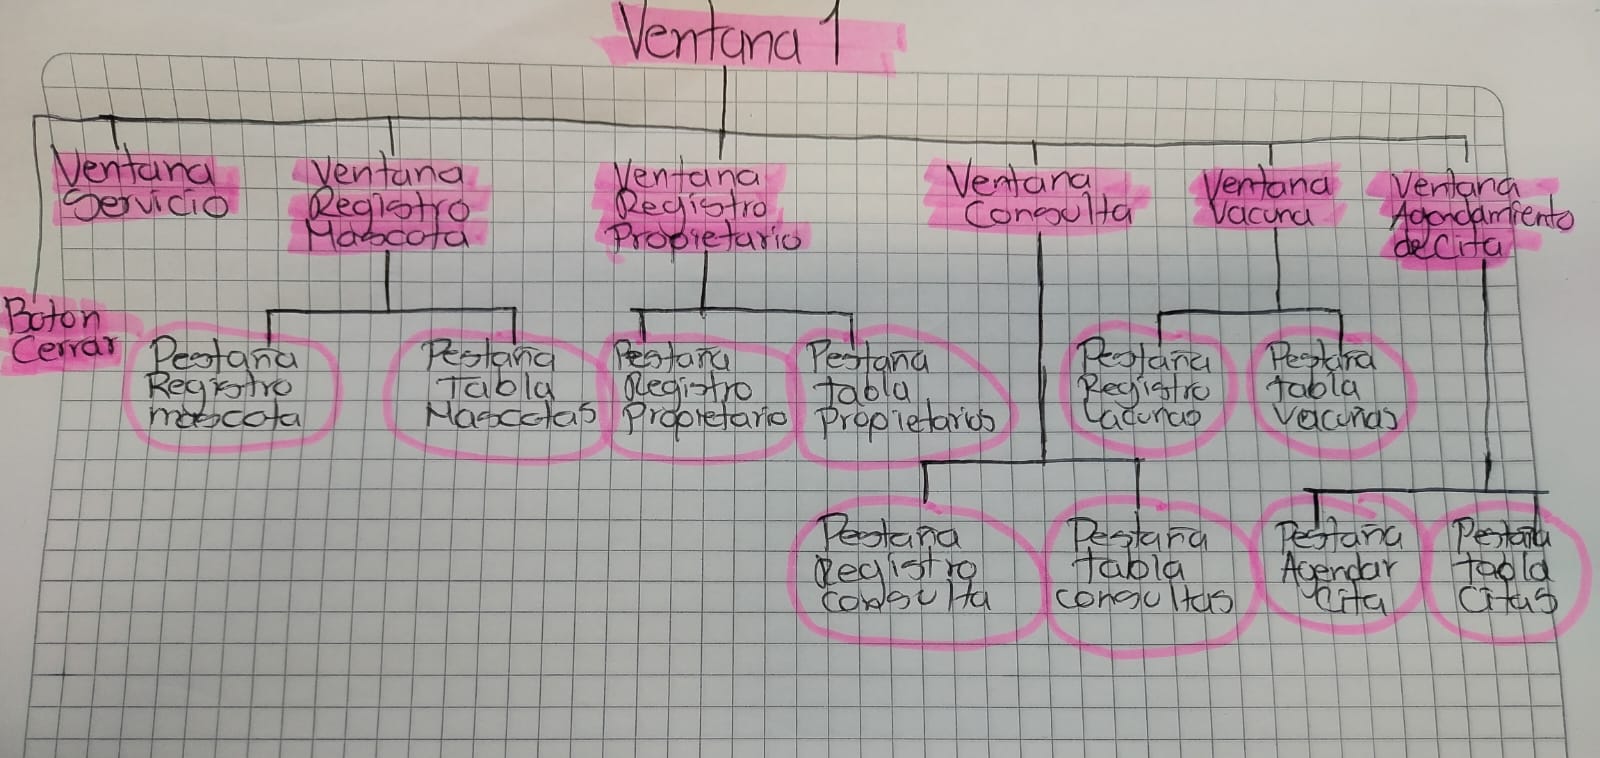 Ventana 1
Ventana
Servicio
Ventana
Registro
Mascota
Ventana
Registro
Propietario
Ventana
Consulta
Ventana
Vacuna
Ventana
Agendamiento
de Cita
Boton
Cerrar
Pestaña
Registro
mascota
Pestaña
Tabla
Mascotas
Pestaña
Registro
Propietario
Pestaña
tabla
Propietarios
Pestaña
Registro
Pestaña
tabla
Vacunas
Pestaña
Registro
consulta
Pestaña
tabla
consultas
Pestaña
Agendar
Cita
Pestaña
tabla
Citas